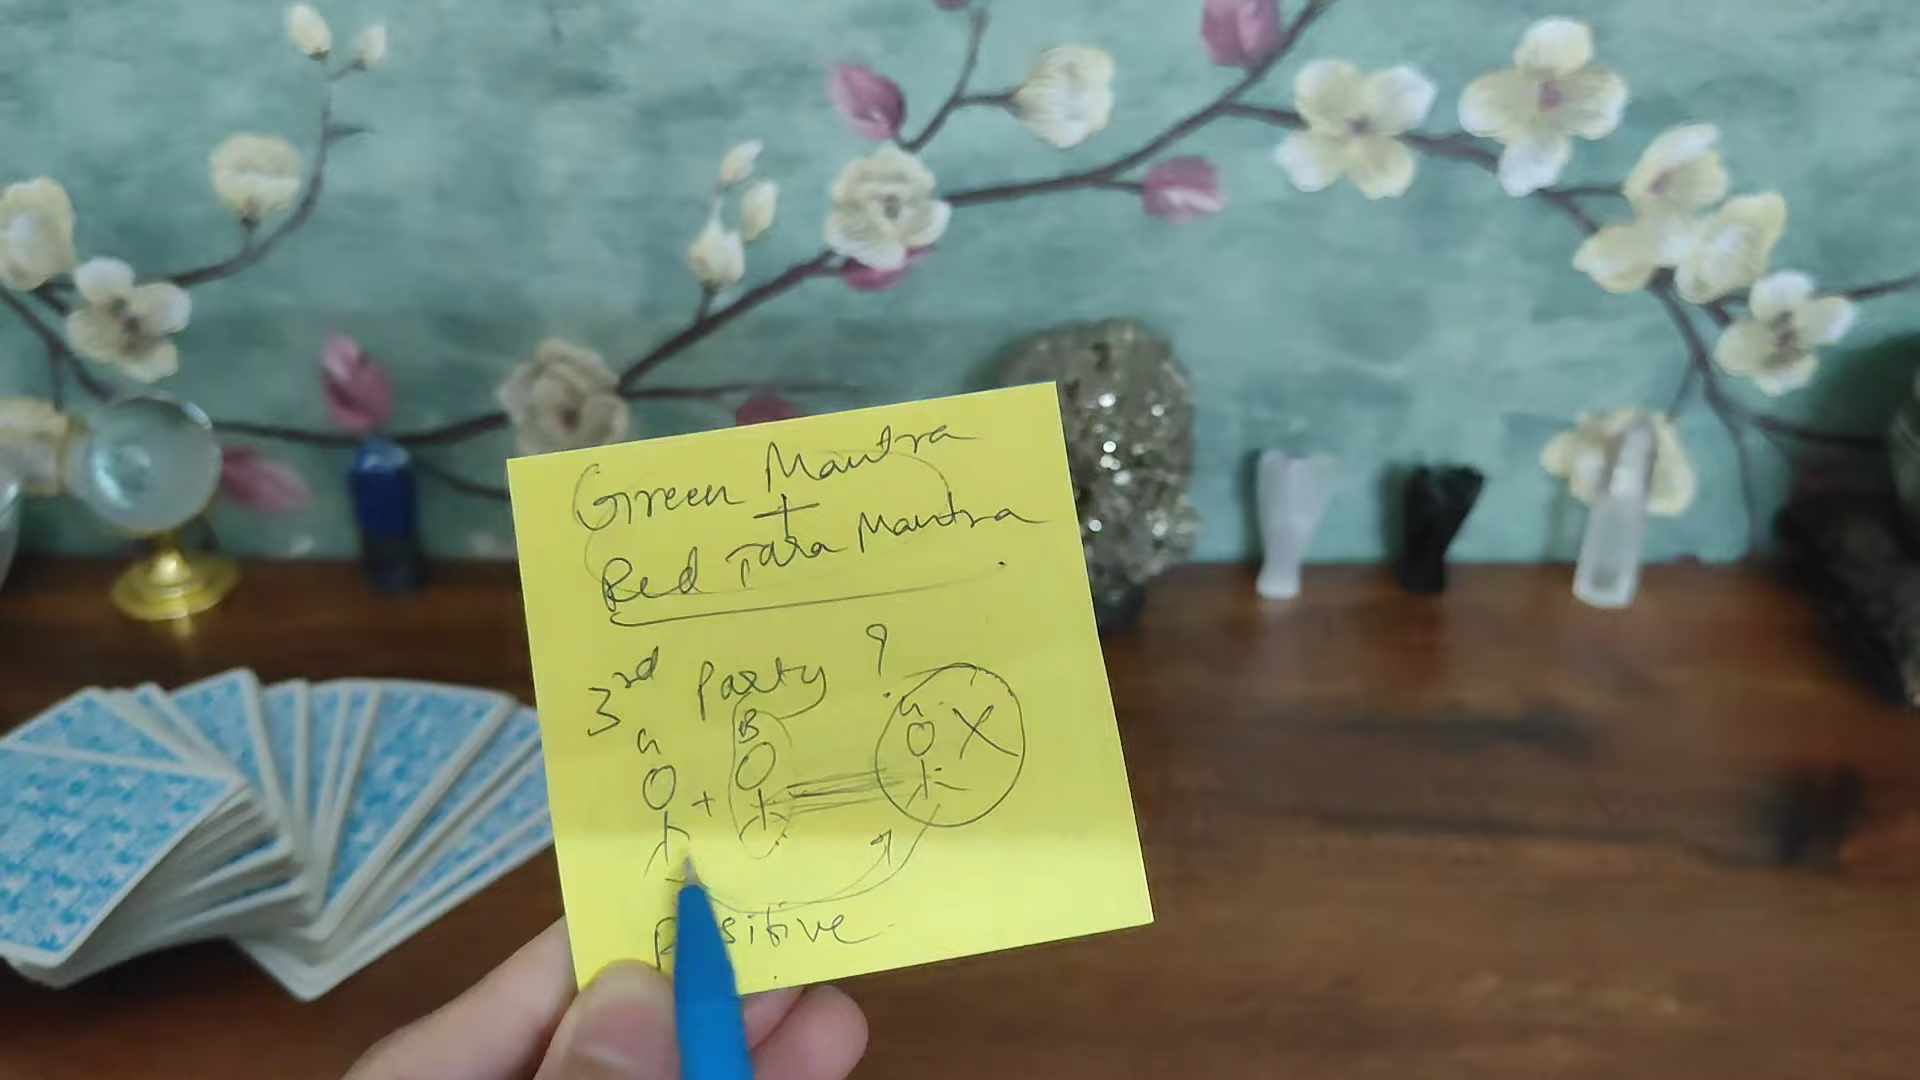 Green Mantra
+
Red Tara Mantra
3rd Party ?
a B a X
+
Positive